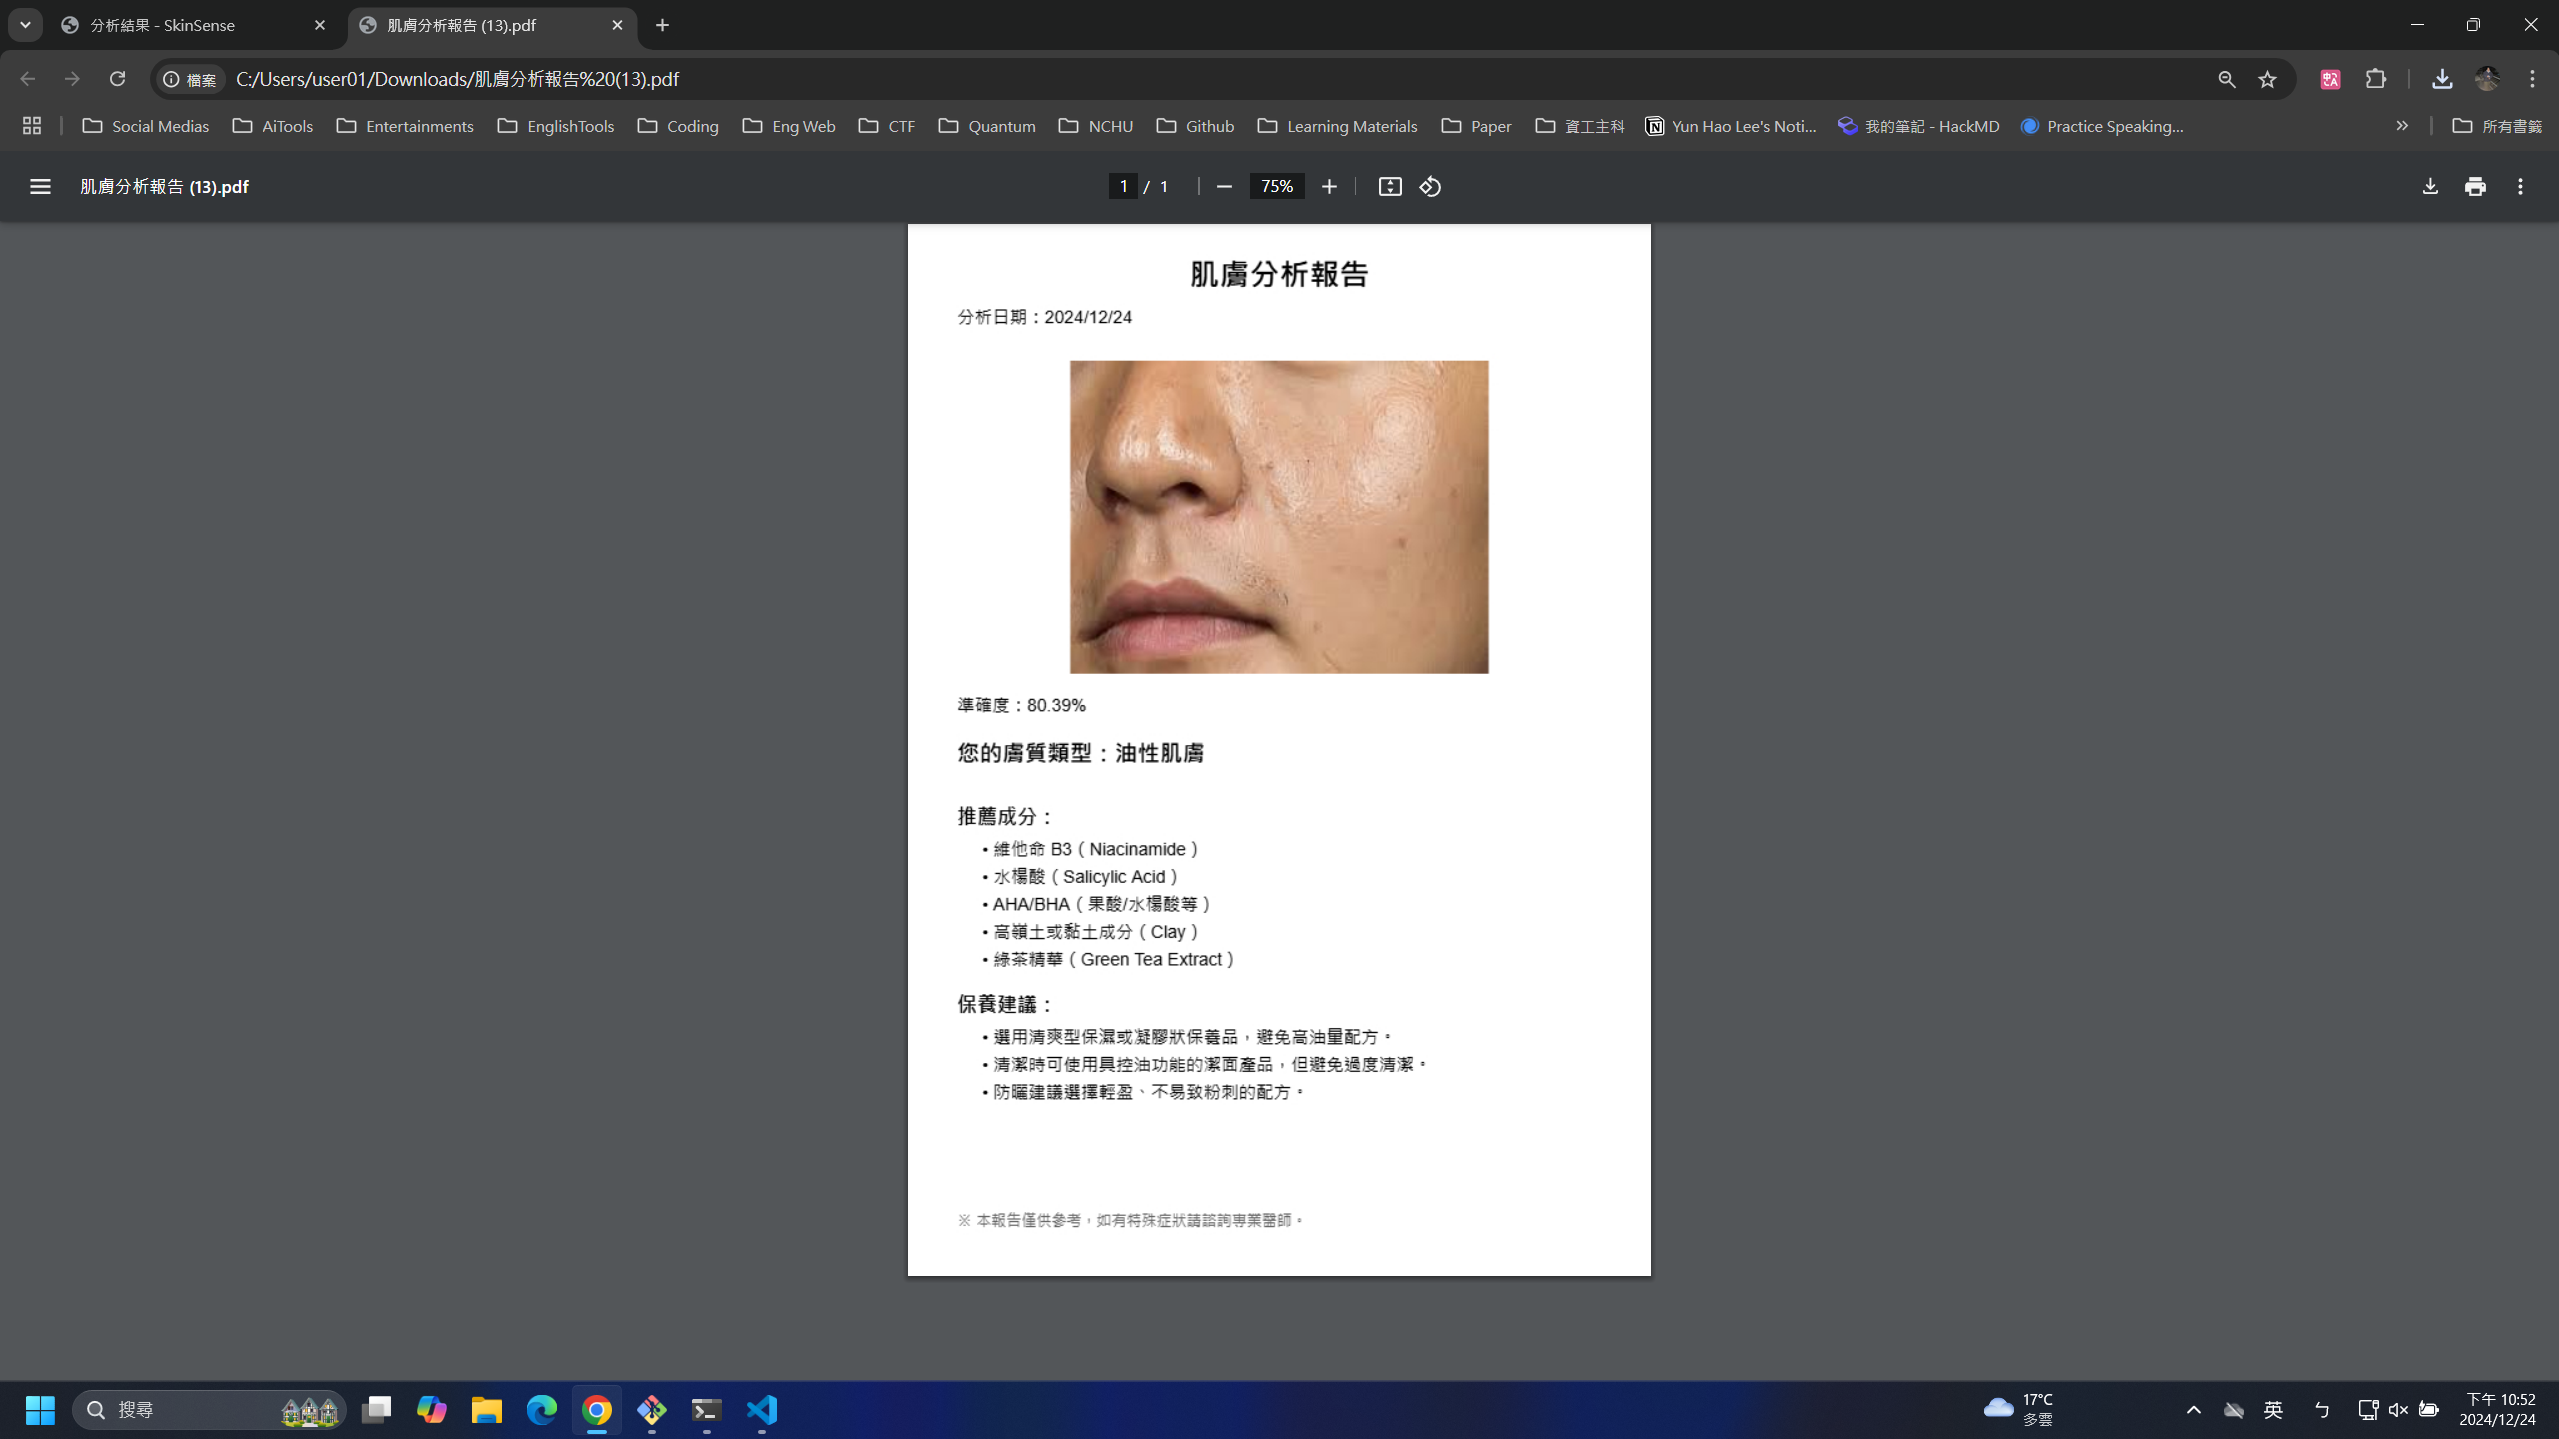 分析結果 - SkinSense
肌膚分析報告 (13).pdf
檔案
C:/Users/user01/Downloads/肌膚分析報告%20(13).pdf
Social Medias
AiTools
Entertainments
EnglishTools
Coding
Eng Web
CTF
Quantum
NCHU
Github
Learning Materials
Paper
資工主科
Yun Hao Lee's Noti...
我的筆記 - HackMD
Practice Speaking...
所有書籤
肌膚分析報告 (13).pdf
1 / 1
75%
肌膚分析報告
分析日期：2024/12/24
準確度：80.39%
您的膚質類型：油性肌膚
推薦成分：
• 維他命 B3（Niacinamide）
• 水楊酸（Salicylic Acid）
• AHA/BHA（果酸/水楊酸等）
• 高嶺土或黏土成分（Clay）
• 綠茶精華（Green Tea Extract）
保養建議：
• 選用清爽型保濕或凝膠狀保養品，避免高油量配方。
• 清潔時可使用具控油功能的潔面產品，但避免過度清潔。
• 防曬建議選擇輕盈、不易致粉刺的配方。
※ 本報告僅供參考，如有特殊症狀請諮詢專業醫師。
搜尋
17°C
多雲
英
ㄣ
下午 10:52
2024/12/24